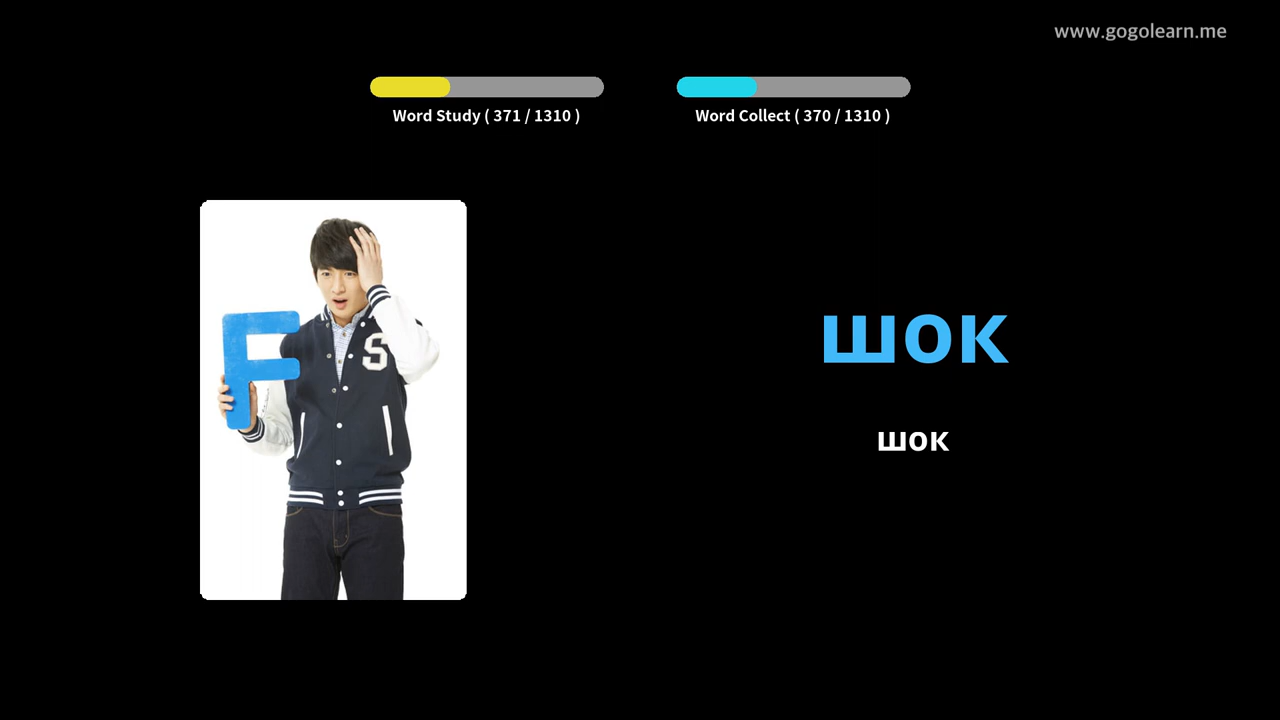 www.gogolearn.me
Word Study ( 371 / 1310 )
Word Collect ( 370 / 1310 )
F
S
шок
шок